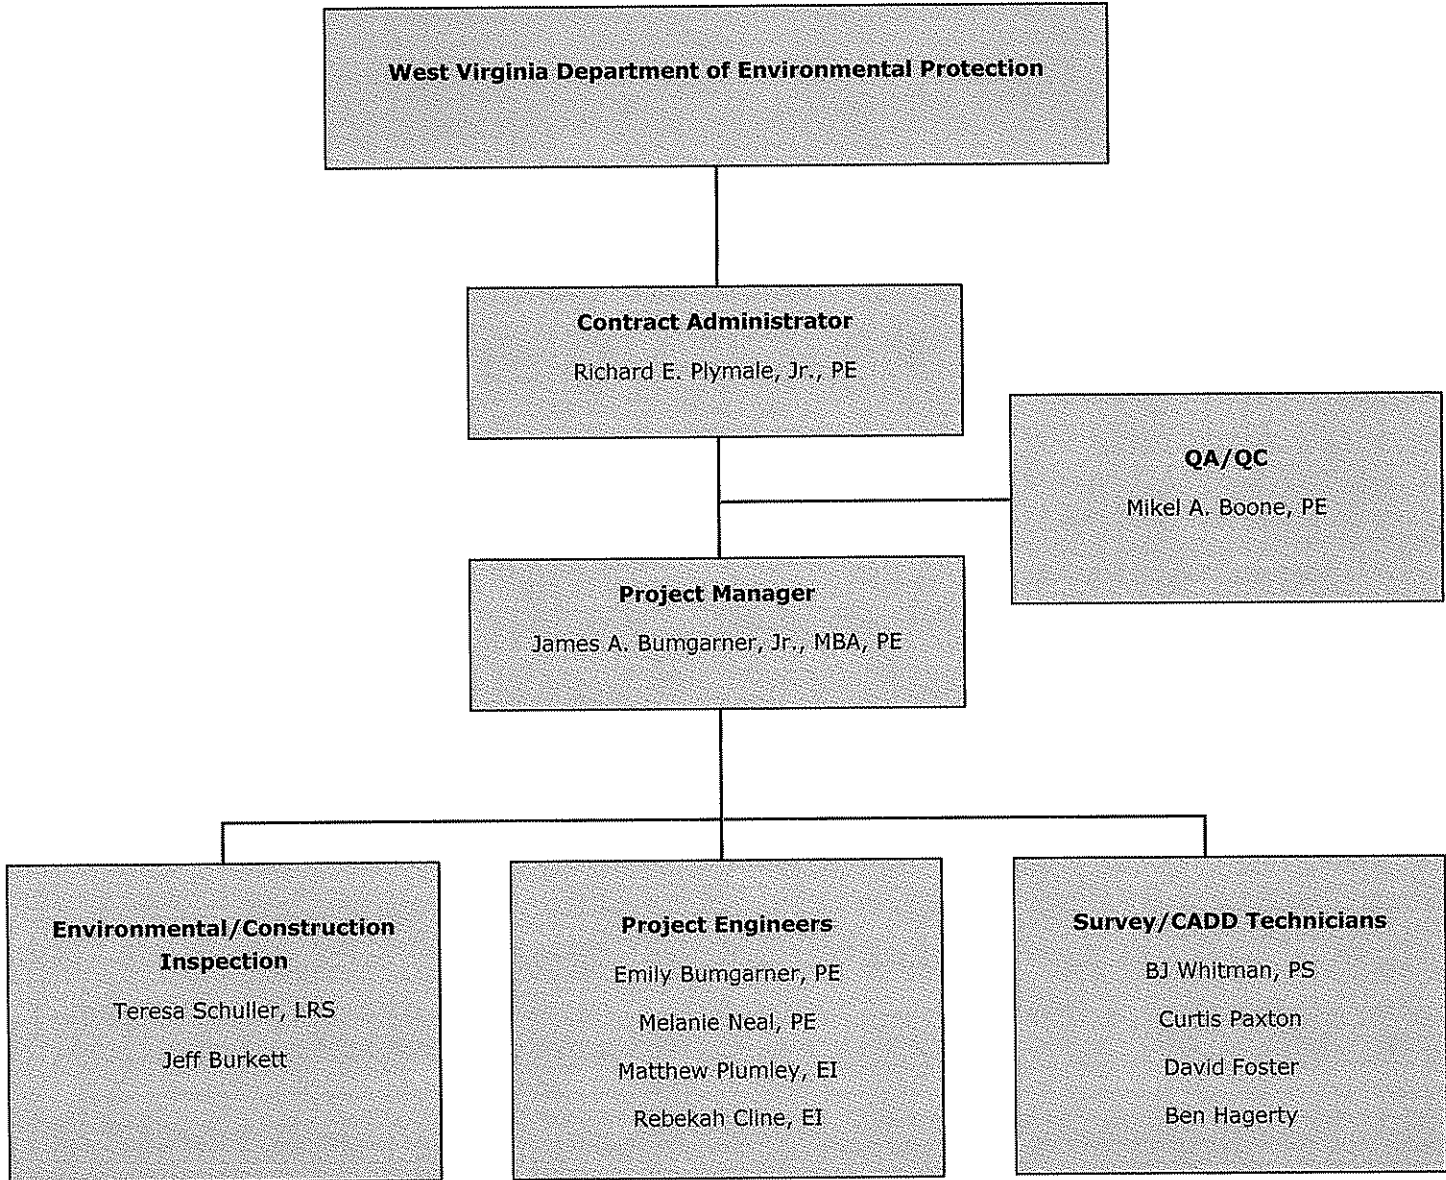 West Virginia Department of Environmental Protection
Contract Administrator
Richard E. Plymale, Jr., PE
QA/QC
Mikel A. Boone, PE
Project Manager
James A. Bumgarner, Jr., MBA, PE
Environmental/Construction
Inspection
Teresa Schuller, LRS
Jeff Burkett
Project Engineers
Emily Bumgarner, PE
Melanie Neal, PE
Matthew Plumley, EI
Rebekah Cline, EI
Survey/CADD Technicians
BJ Whitman, PS
Curtis Paxton
David Foster
Ben Hagerty